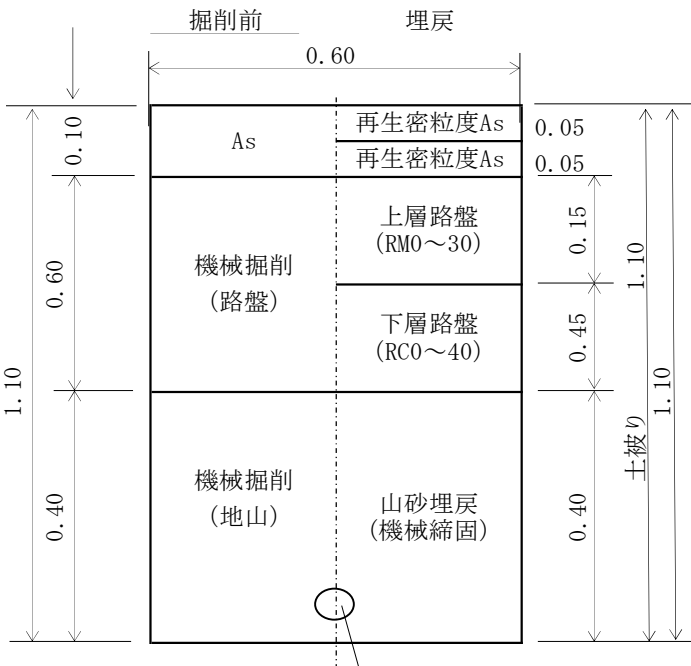 掘削前 埋戻
0.60
0.10
As
再生密粒度As
0.05
再生密粒度As
0.05
0.60
機械掘削
(路盤)
上層路盤
(RM0～30)
0.15
1.10
下層路盤
(RC0～40)
0.45
1.10
1.10
0.40
機械掘削
(地山)
山砂埋戻
(機械締固)
0.40
土被り